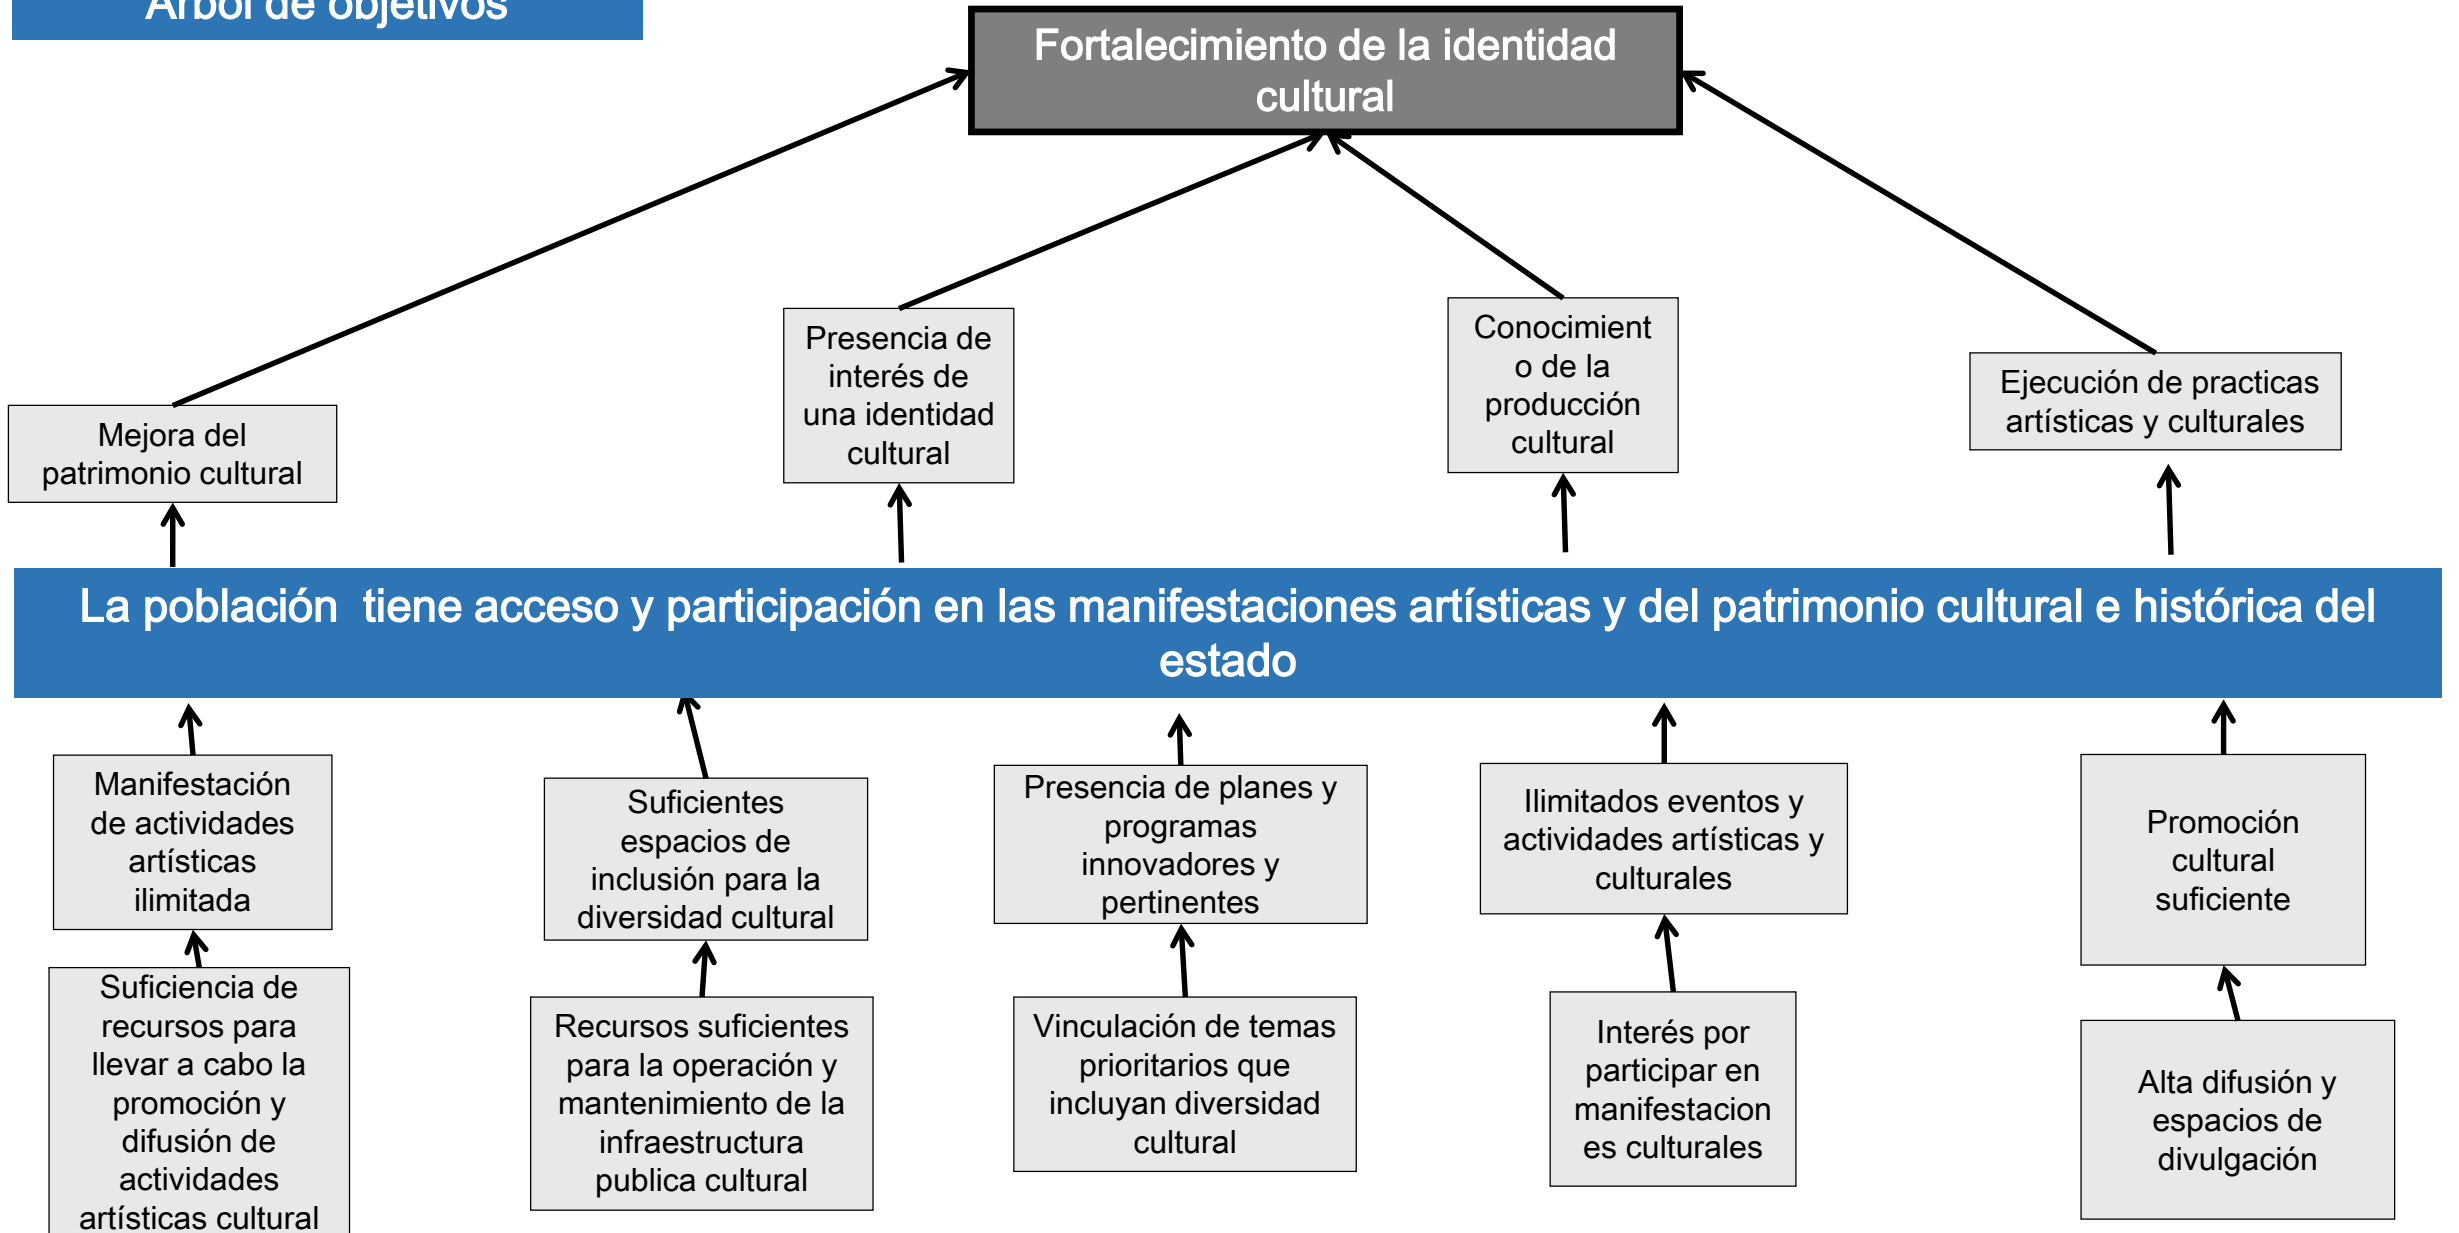 Árbol de objetivos
Fortalecimiento de la identidad
cultural
Mejora del
patrimonio cultural
Presencia de
interés de
una identidad
cultural
Conocimient
o de la
producción
cultural
Ejecución de practicas
artísticas y culturales
La población  tiene acceso y participación en las manifestaciones artísticas y del patrimonio cultural e histórica del
estado
Manifestación
de actividades
artísticas
ilimitada
Suficientes
espacios de
inclusión para la
diversidad cultural
Presencia de planes y
programas
innovadores y
pertinentes
Ilimitados eventos y
actividades artísticas y
culturales
Promoción
cultural
suficiente
Suficiencia de
recursos para
llevar a cabo la
promoción y
difusión de
actividades
artísticas cultural
Recursos suficientes
para la operación y
mantenimiento de la
infraestructura
publica cultural
Vinculación de temas
prioritarios que
incluyan diversidad
cultural
Interés por
participar en
manifestacion
es culturales
Alta difusión y
espacios de
divulgación